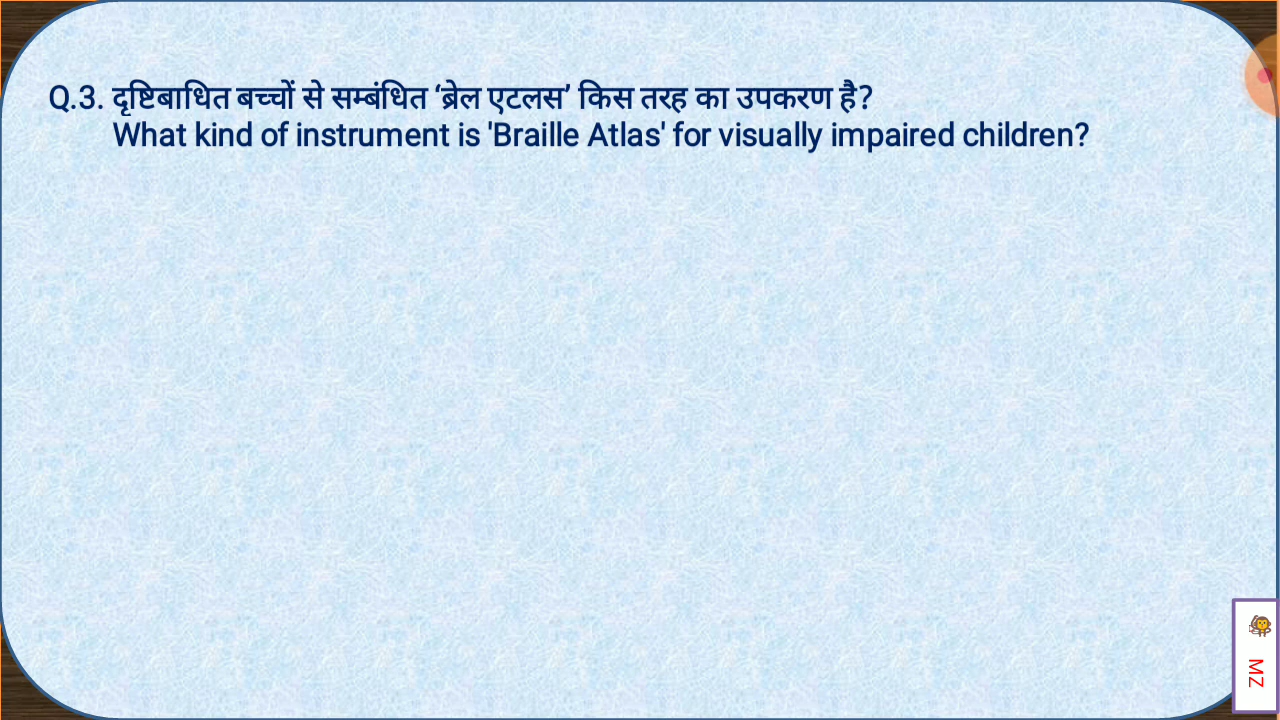 Q.3. दृष्टिबाधित बच्चों से सम्बंधित ‘ब्रेल एटलस’ किस तरह का उपकरण है?
What kind of instrument is 'Braille Atlas' for visually impaired children?
MZ